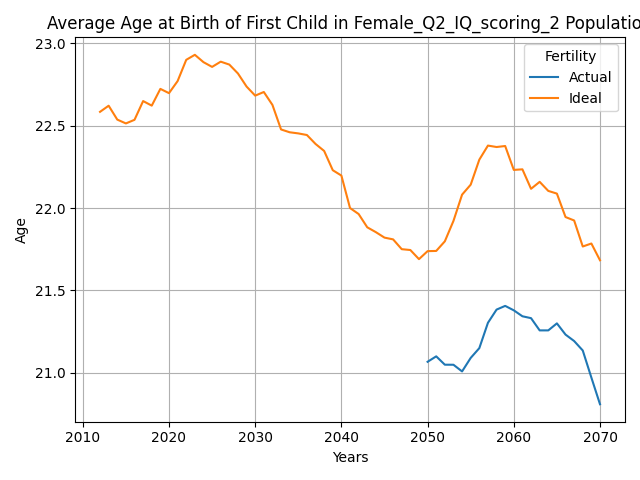 Average Age at Birth of First Child in Female_Q2_IQ_scoring_2 Populatio
23.0
22.5
22.0
21.5
21.0
Age
Fertility
Actual
Ideal
2010 2020 2030 2040 2050 2060 2070
Years